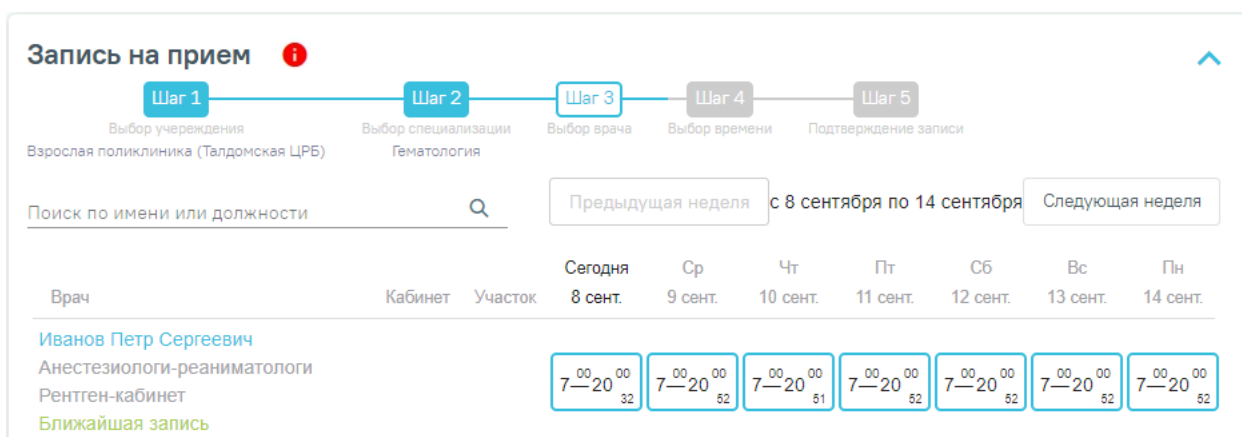 Запись на прием
Шаг 1 Шаг 2 Шаг 3 Шаг 4 Шаг 5
Выбор учереждения Выбор специализации Выбор врача Выбор времени Подтверждение записи
Взрослая поликлиника (Талдомская ЦРБ) Гематология
Поиск по имени или должности
Предыдущая неделя с 8 сентября по 14 сентября Следующая неделя
Сегодня Ср Чт Пт Сб Вс Пн
Врач Кабинет Участок 8 сент. 9 сент. 10 сент. 11 сент. 12 сент. 13 сент. 14 сент.
Иванов Петр Сергеевич
Анестезиологи-реаниматологи
7 00 — 20 00 32 7 00 — 20 00 52 7 00 — 20 00 51 7 00 — 20 00 52 7 00 — 20 00 52 7 00 — 20 00 52 7 00 — 20 00 52
Рентген-кабинет
Ближайшая запись